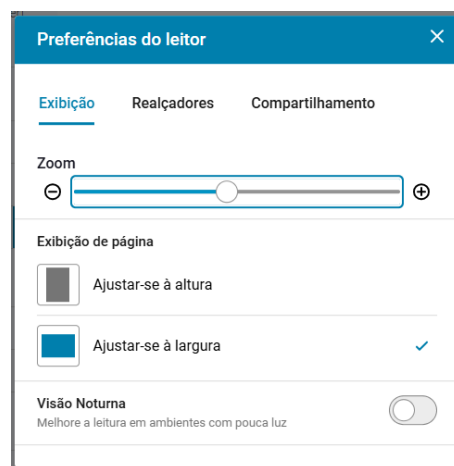 Preferências do leitor
Exibição Realçadores Compartilhamento
Zoom
Exibição de página
Ajustar-se à altura
Ajustar-se à largura
Visão Noturna
Melhore a leitura em ambientes com pouca luz